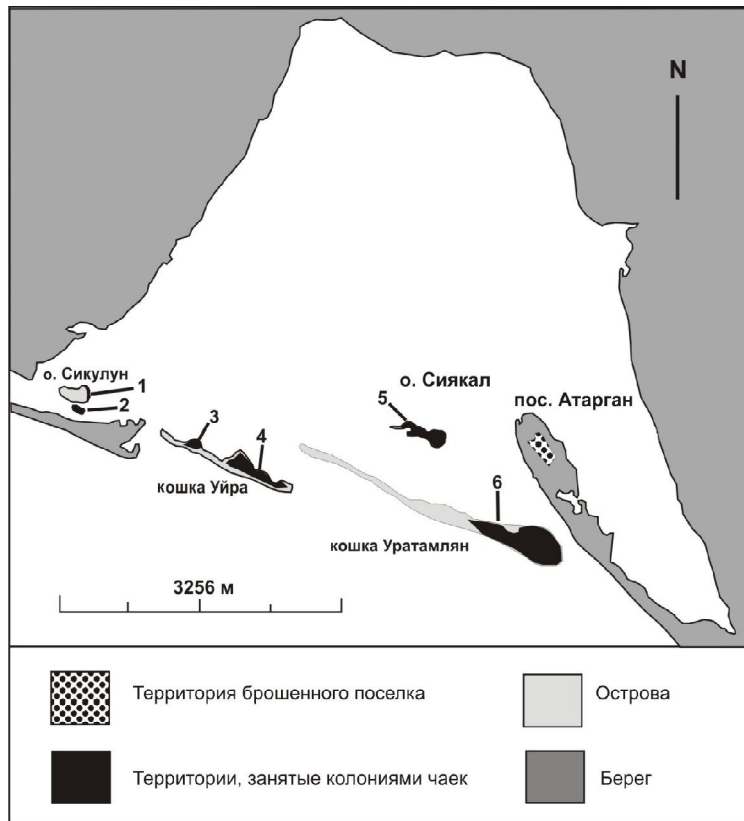 N
о. Сикулун
1
2
3
4
кошка Уйра
5
о. Сиякал
пос. Атарган
6
кошка Уратамлян
3256 м
Территория брошенного поселка
Острова
Территории, занятые колониями чаек
Берег